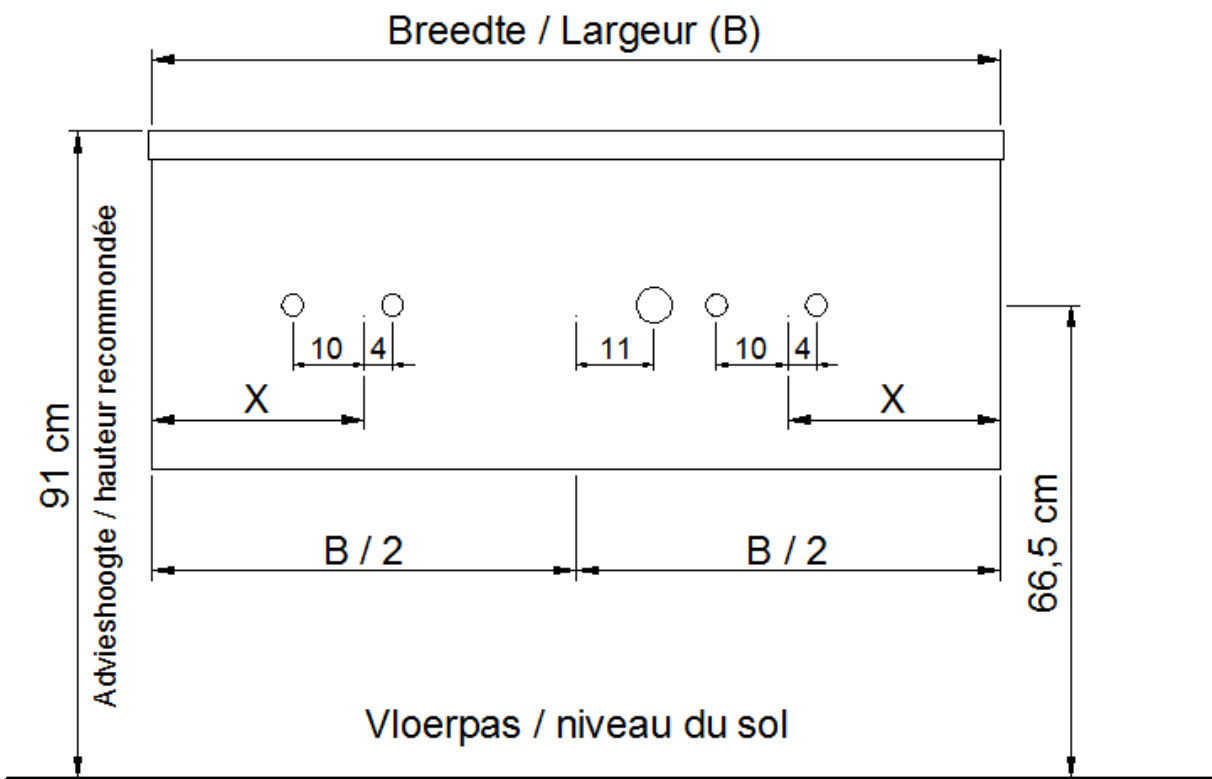 Breedte / Largeur (B)
91 cm
Advieshoogte / hauteur recommondée
10
4
11
10
4
X
X
B / 2
B / 2
66,5 cm
Vloerpas / niveau du sol